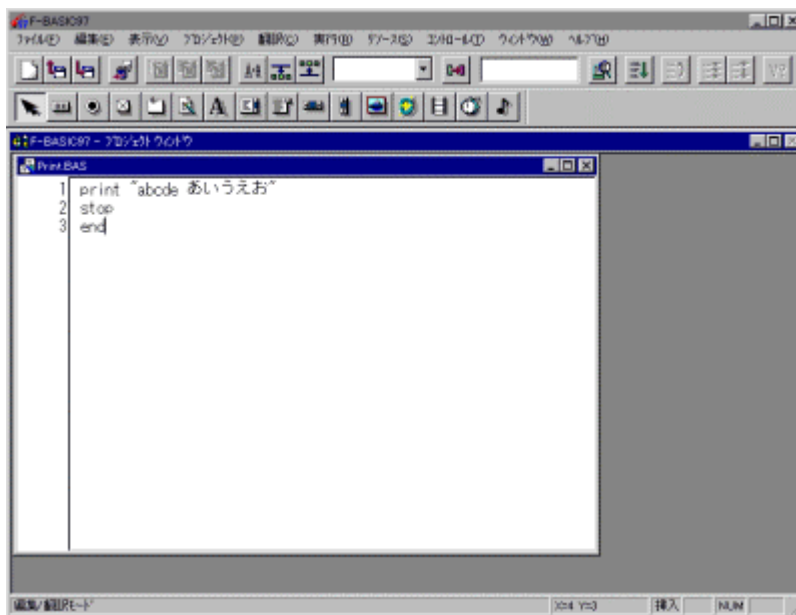 F-BASIC97
ファイル(F) 編集(E) 表示(V) プロジェクト(P) 翻訳(C) 実行(R) リソース(S) コントロール(T) ウィンドウ(W) ヘルプ(H)
F-BASIC97 - プロジェクトウィンドウ
Print.BAS
1 print "abcde あいうえお"
2 stop
3 end
編集/翻訳モード X=4 Y=3 挿入 NUM